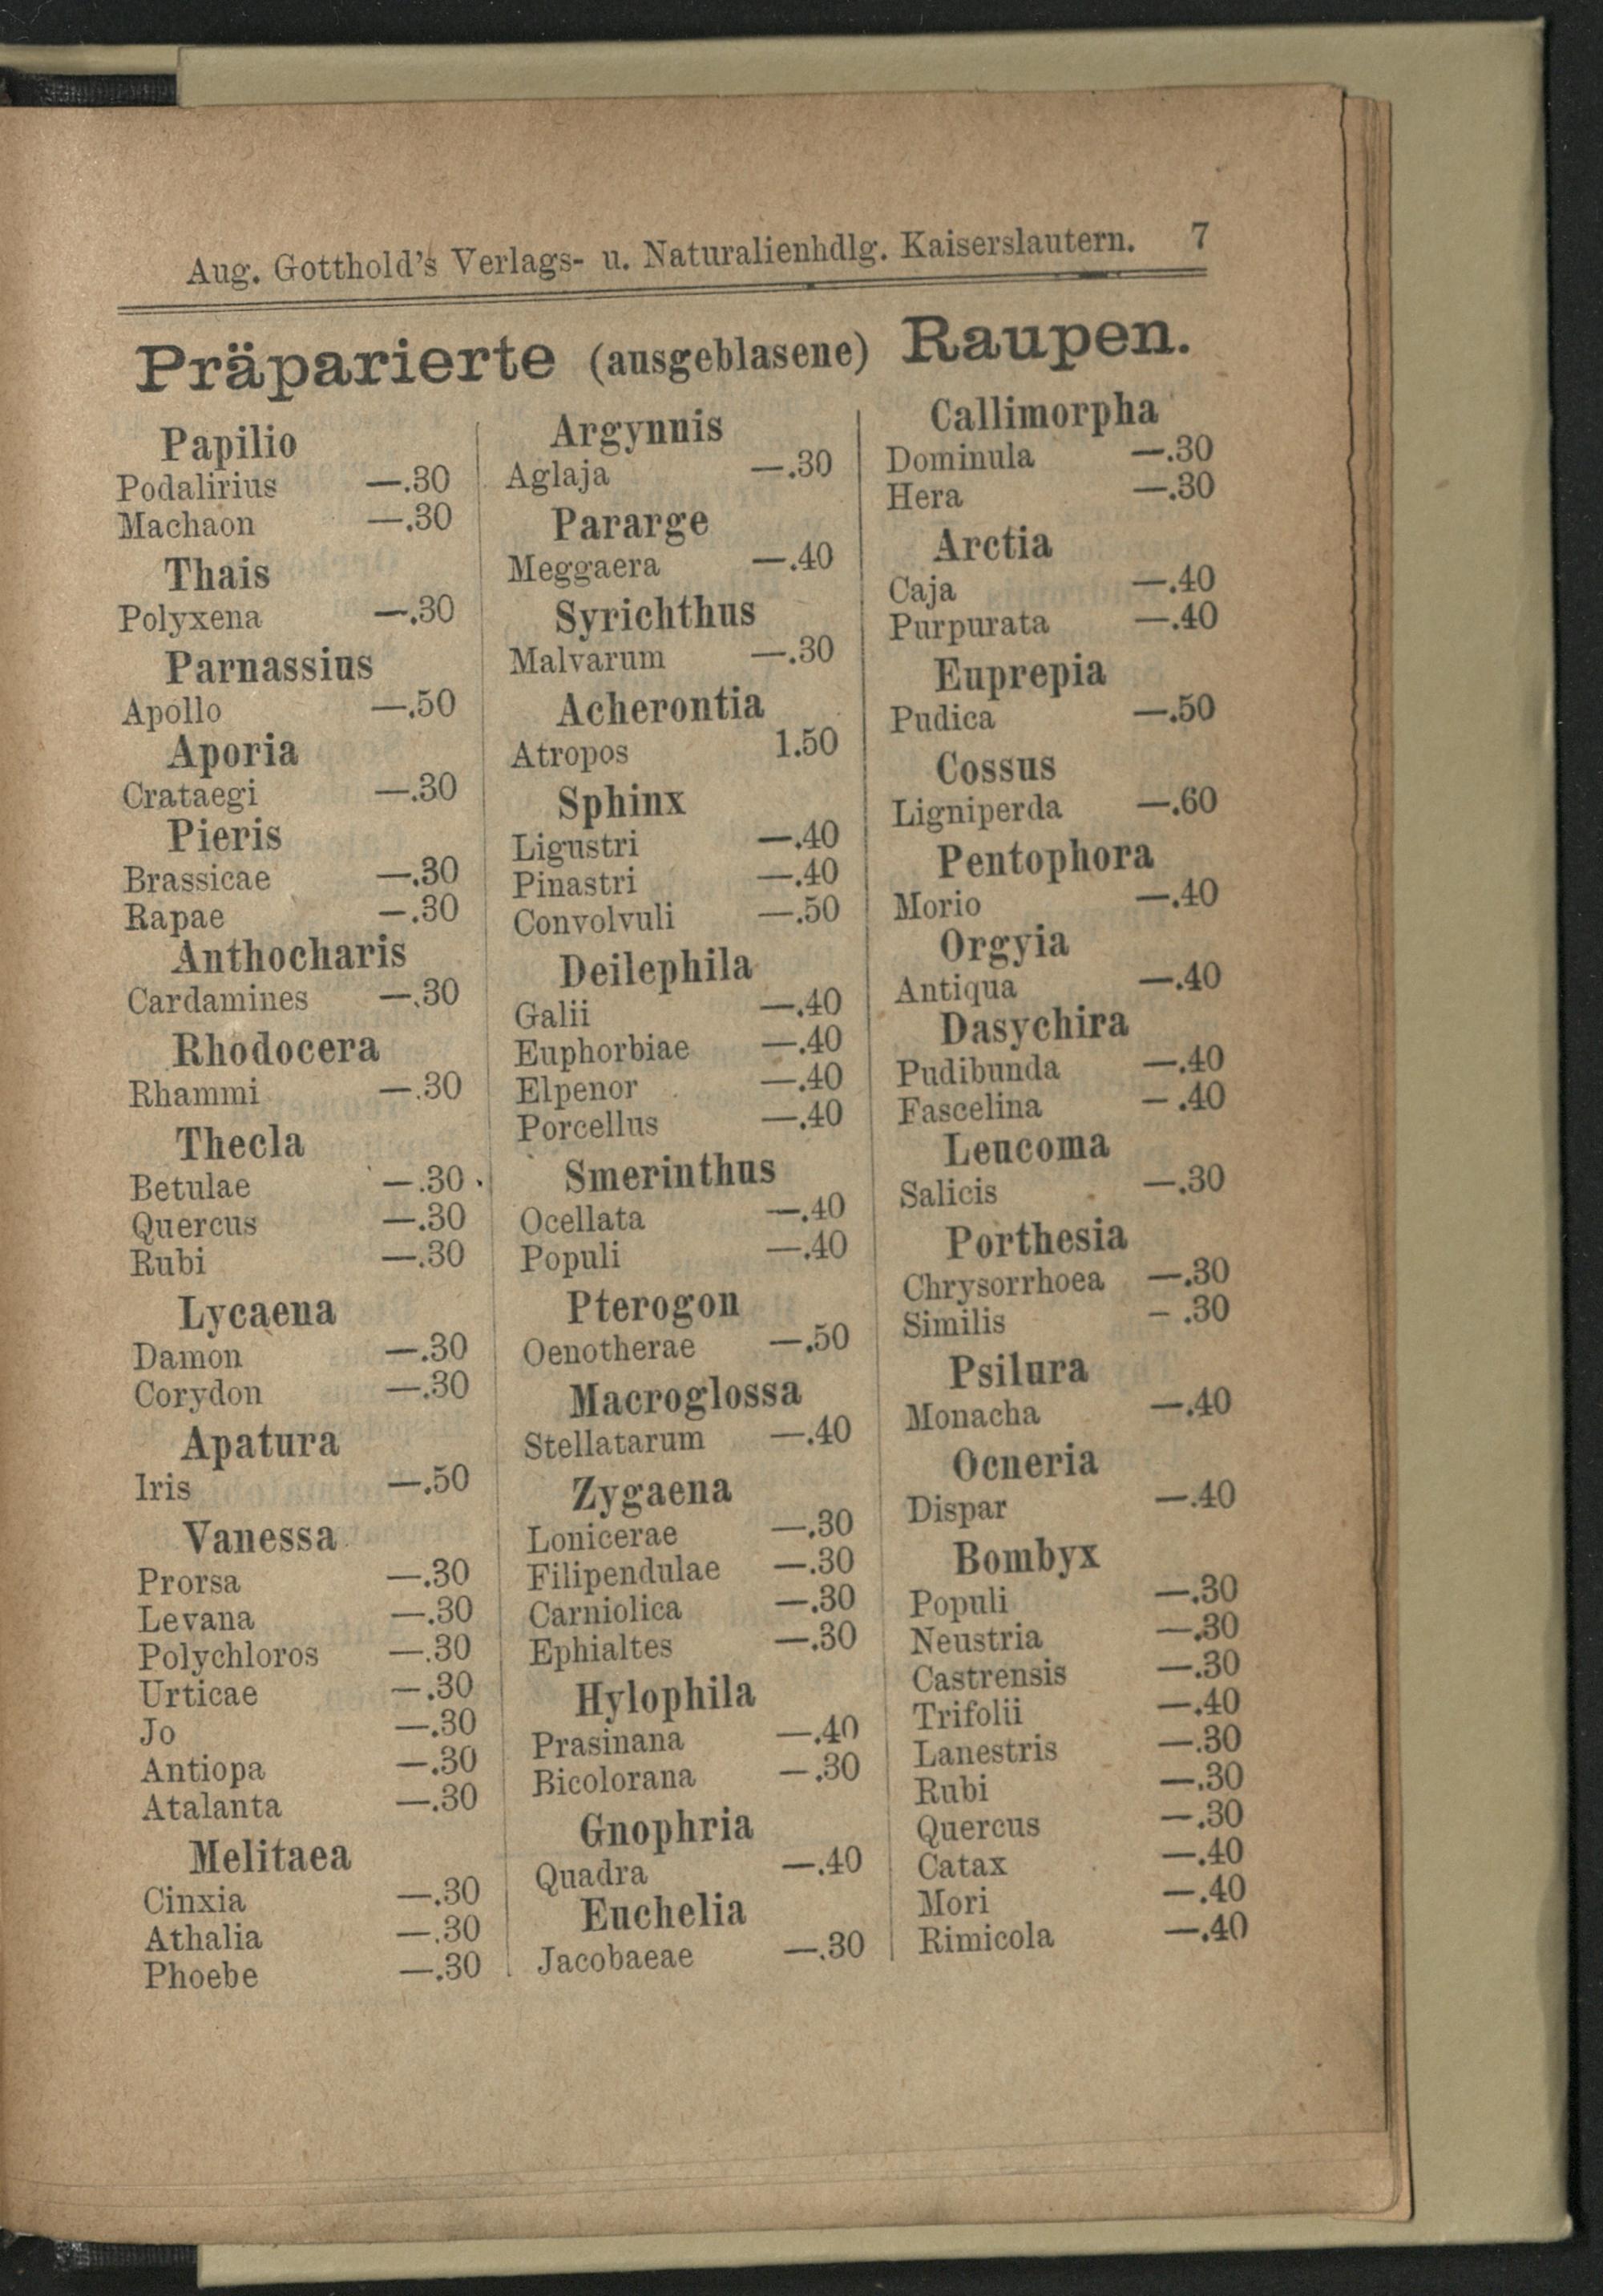 Aug. Gotthold's Verlags- u. Naturalienhdlg. Kaiserslautern. 7
Präparierte (ausgeblasene) Raupen.
Papilio
Podalirius —.30
Machaon —.30
Thais
Polyxena —.30
Parnassius
Apollo —.50
Aporia
Crataegi —.30
Pieris
Brassicae —.30
Rapae —.30
Anthocharis
Cardamines —.30
Rhodocera
Rhammi —.30
Thecla
Betulae —.30
Quercus —.30
Rubi —.30
Lycaena
Damon —.30
Corydon —.30
Apatura
Iris —.50
Vanessa
Prorsa —.30
Levana —.30
Polychloros —.30
Urticae —.30
Jo —.30
Antiopa —.30
Atalanta —.30
Melitaea
Cinxia —.30
Athalia —.30
Phoebe —.30
Argynnis
Aglaja —.30
Pararge
Meggaera —.40
Syrichthus
Malvarum —.30
Acherontia
Atropos 1.50
Sphinx
Ligustri —.40
Pinastri —.40
Convolvuli —.50
Deilephila
Galii —.40
Euphorbiae —.40
Elpenor —.40
Porcellus —.40
Smerinthus
Ocellata —.40
Populi —.40
Pterogon
Oenotherae —.50
Macroglossa
Stellatarum —.40
Zygaena
Lonicerae —.30
Filipendulae —.30
Carniolica —.30
Ephialtes —.30
Hylophila
Prasinana —.40
Bicolorana —.30
Gnophria
Quadra —.40
Euchelia
Jacobaeae —.30
Callimorpha
Dominula —.30
Hera —.30
Arctia
Caja —.40
Purpurata —.40
Euprepia
Pudica —.50
Cossus
Ligniperda —.60
Pentophora
Morio —.40
Orgyia
Antiqua —.40
Dasychira
Pudibunda —.40
Fascelina – .40
Leucoma
Salicis —.30
Porthesia
Chrysorrhoea —.30
Similis – .30
Psilura
Monacha —.40
Ocneria
Dispar —.40
Bombyx
Populi —.30
Neustria —.30
Castrensis —.30
Trifolii —.40
Lanestris —.30
Rubi —.30
Quercus —.30
Catax —.40
Mori —.40
Rimicola —.40